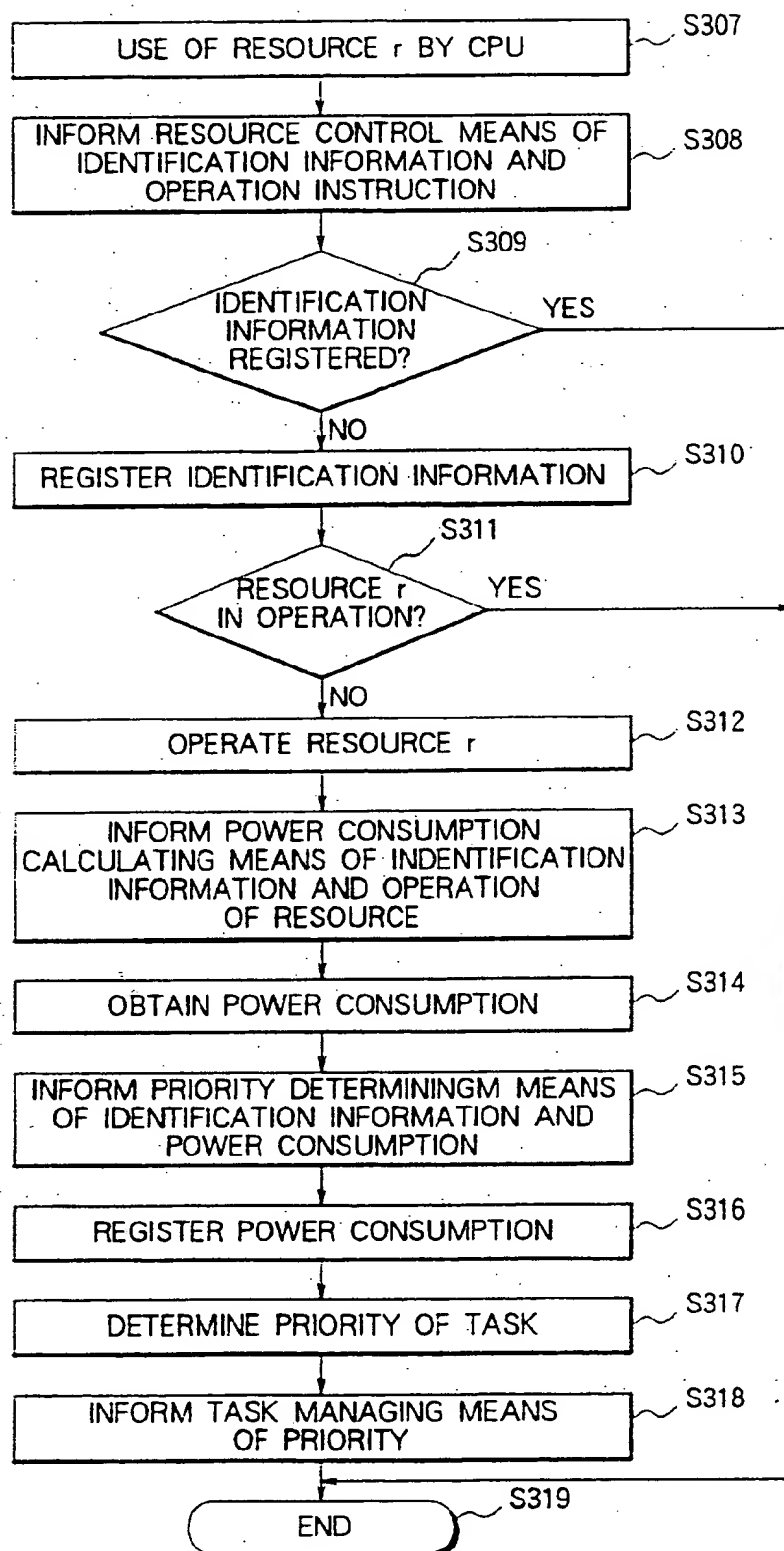 S307
USE OF RESOURCE r BY CPU
S308
INFORM RESOURCE CONTROL MEANS OF
IDENTIFICATION INFORMATION AND
OPERATION INSTRUCTION
S309
IDENTIFICATION
INFORMATION
REGISTERED?
YES
NO
S310
REGISTER IDENTIFICATION INFORMATION
S311
RESOURCE r
IN OPERATION?
YES
NO
S312
OPERATE RESOURCE r
S313
INFORM POWER CONSUMPTION
CALCULATING MEANS OF INDENTIFICATION
INFORMATION AND OPERATION
OF RESOURCE
S314
OBTAIN POWER CONSUMPTION
S315
INFORM PRIORITY DETERMININGM MEANS
OF IDENTIFICATION INFORMATION AND
POWER CONSUMPTION
S316
REGISTER POWER CONSUMPTION
S317
DETERMINE PRIORITY OF TASK
S318
INFORM TASK MANAGING MEANS
OF PRIORITY
S319
END